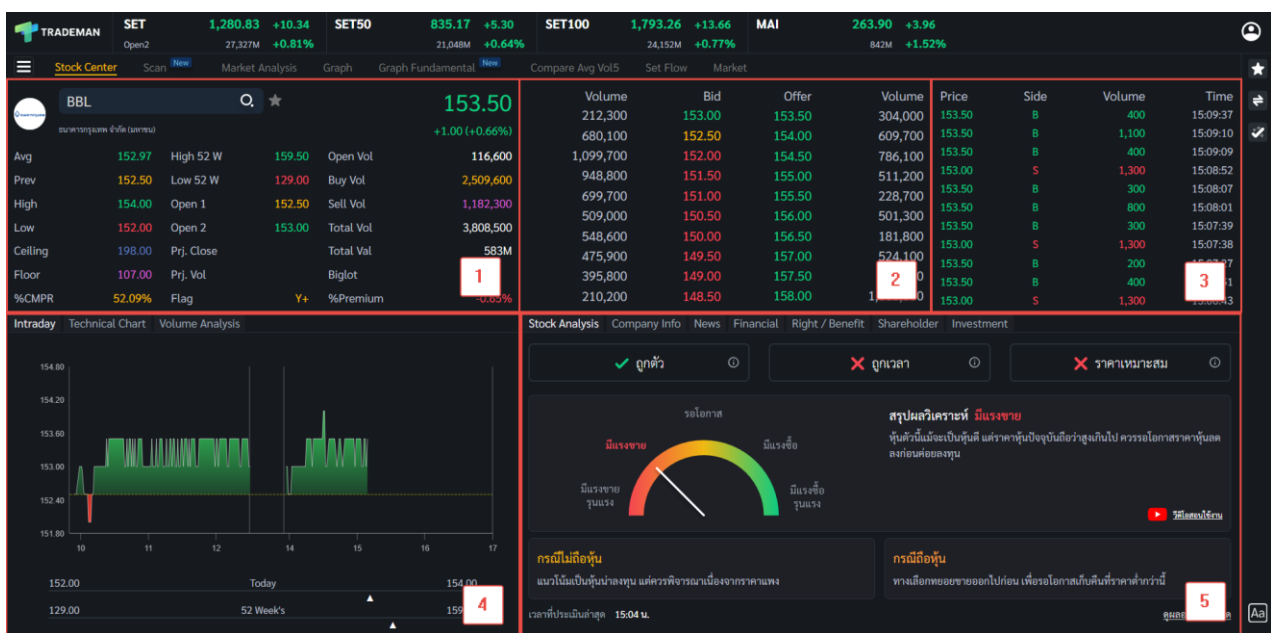 TRADEMAN
SET 1,280.83 +10.34 SET50 835.17 +5.30 SET100 1,793.26 +13.66 MAI 263.90 +3.96
Open2 27,327M +0.81% 21,048M +0.64% 24,152M +0.77% 842M +1.52%
Stock Center Scan New Market Analysis Graph Graph Fundamental New Compare Avg Vol5 Set Flow Market
BBL 153.50
ธนาคารกรุงเทพ จำกัด (มหาชน) +1.00 (+0.66%)
Avg 152.97 High 52 W 159.50 Open Vol 116,600
Prev 152.50 Low 52 W 129.00 Buy Vol 2,509,600
High 154.00 Open 1 152.50 Sell Vol 1,182,300
Low 152.00 Open 2 153.00 Total Vol 3,808,500
Ceiling 198.00 Prj. Close Total Val 583M
Floor 107.00 Prj. Vol Biglot
%CMPR 52.09% Flag Y+ %Premium
1
Volume Bid Offer Volume
212,300 153.00 153.50 304,000
680,100 152.50 154.00 609,700
1,099,700 152.00 154.50 786,100
948,800 151.50 155.00 511,200
699,701 151.00 155.50 228,700
509,000 150.50 156.00 501,300
548,600 150.00 156.50 181,800
475,900 149.50 157.00 524,100
395,800 149.00 157.50
210,200 148.50 158.00
2
Price Side Volume Time
153.50 B 400 15:09:37
153.50 B 1,100 15:09:10
153.50 B 400 15:09:09
153.00 S 1,300 15:08:52
153.50 B 300 15:08:07
153.50 B 800 15:08:01
153.50 B 300 15:07:39
153.00 S 1,300 15:07:38
153.50 B 200
153.50 B 400
153.00 S 1,300
3
Intraday Technical Chart Volume Analysis
154.80
154.20
153.60
153.00
152.40
151.80
10 11 12 14 15 16 17
152.00 Today 154.00
129.00 52 Week's
4
Stock Analysis Company Info News Financial Right / Benefit Shareholder Investment
ถูกตัว ถูกเวลา ราคาเหมาะสม
รอโอกาส
มีแรงขาย มีแรงซื้อ
มีแรงขาย มีแรงซื้อ
รุนแรง รุนแรง
สรุปผลวิเคราะห์ มีแรงขาย
หุ้นตัวนี้แม้จะเป็นหุ้นดี แต่ราคาหุ้นปัจจุบันถือว่าสูงเกินไป ควรรอโอกาสราคาหุ้นลด
ลงก่อนค่อยลงทุน
วิดีโอสอนใช้งาน
กรณีไม่ถือหุ้น
แนวโน้มเป็นหุ้นน่าลงทุน แต่ควรพิจารณาเนื่องจากราคาแพง
กรณีถือหุ้น
ทางเลือกทยอยขายออกไปก่อน เพื่อรอโอกาสเก็บคืนที่ราคาต่ำกว่านี้
เวลาที่ประเมินล่าสุด 15:04 น.
5
Aa